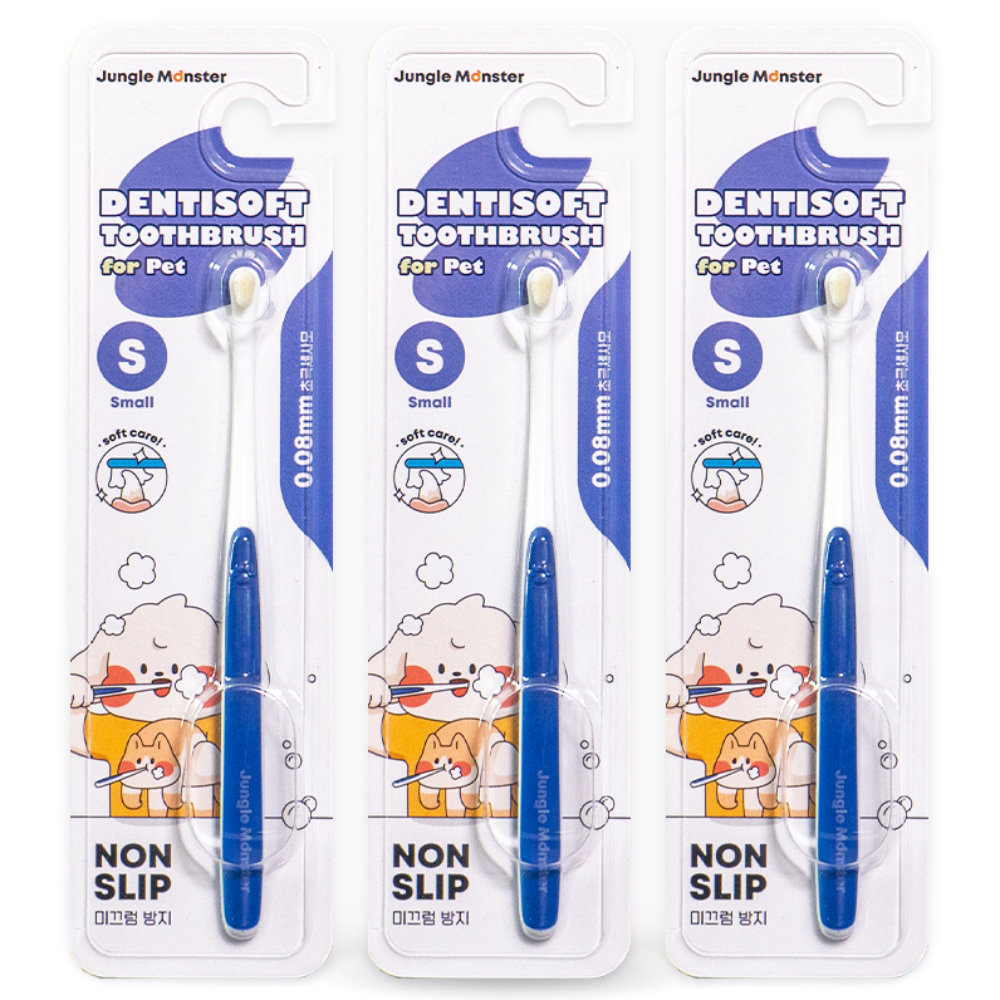 Jungle Monster
DENTISOFT
TOOTHBRUSH
for Pet
S
Small
0.08mm 초극세사모
soft care!
Jungle Monster
NON
SLIP
미끄럼 방지
Jungle Monster
DENTISOFT
TOOTHBRUSH
for Pet
S
Small
0.08mm 초극세사모
soft care!
Jungle Monster
NON
SLIP
미끄럼 방지
Jungle Monster
DENTISOFT
TOOTHBRUSH
for Pet
S
Small
0.08mm 초극세사모
soft care!
Jungle Monster
NON
SLIP
미끄럼 방지